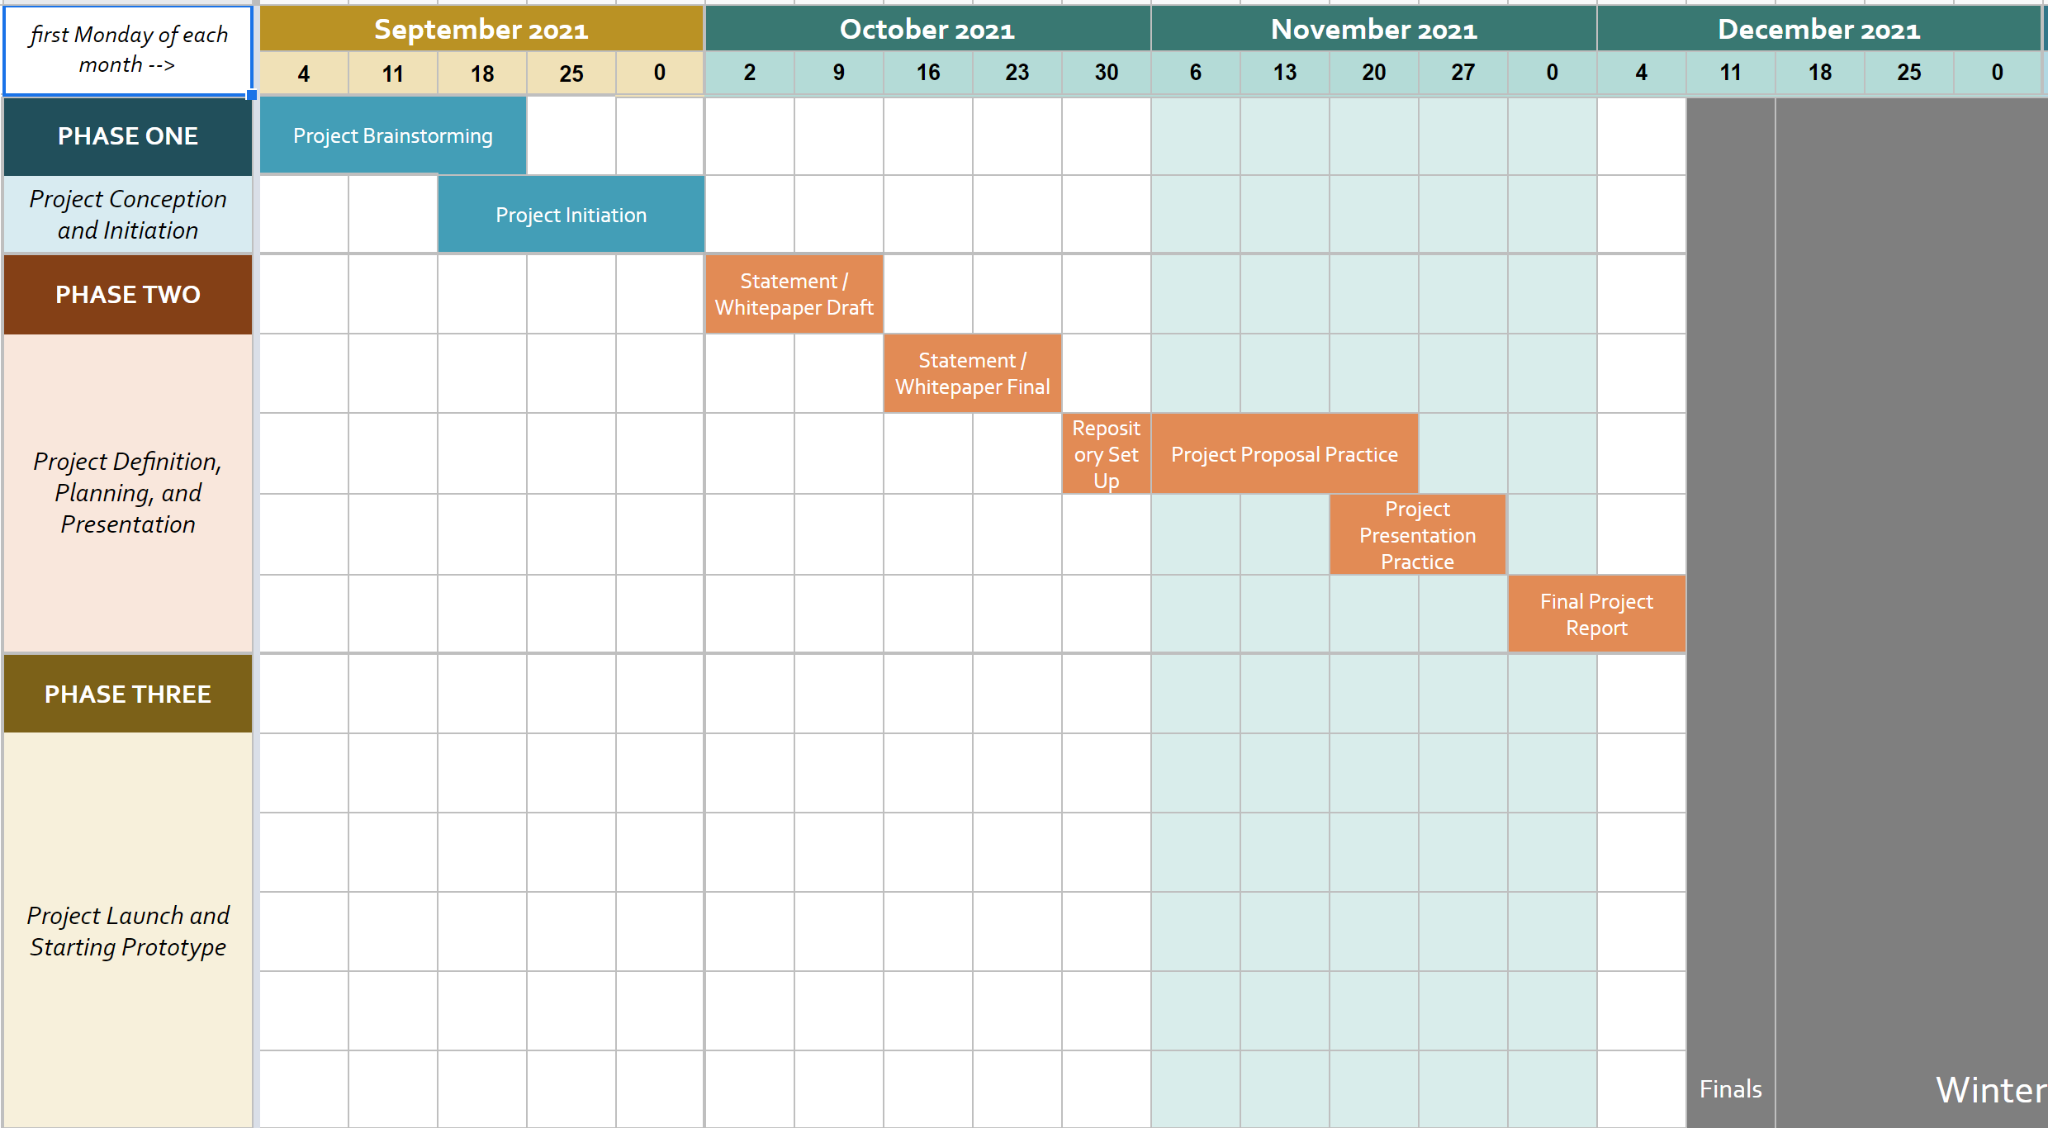 first Monday of each
month -->
September 2021
October 2021
November 2021
December 2021
4 11 18 25 0 2 9 16 23 30 6 13 20 27 0 4 11 18 25 0
PHASE ONE
Project Brainstorming
Project Conception
and Initiation
Project Initiation
PHASE TWO
Statement /
Whitepaper Draft
Project Definition,
Planning, and
Presentation
Statement /
Whitepaper Final
Reposit
ory Set
Up
Project Proposal Practice
Project
Presentation
Practice
Final Project
Report
PHASE THREE
Project Launch and
Starting Prototype
Finals
Winter